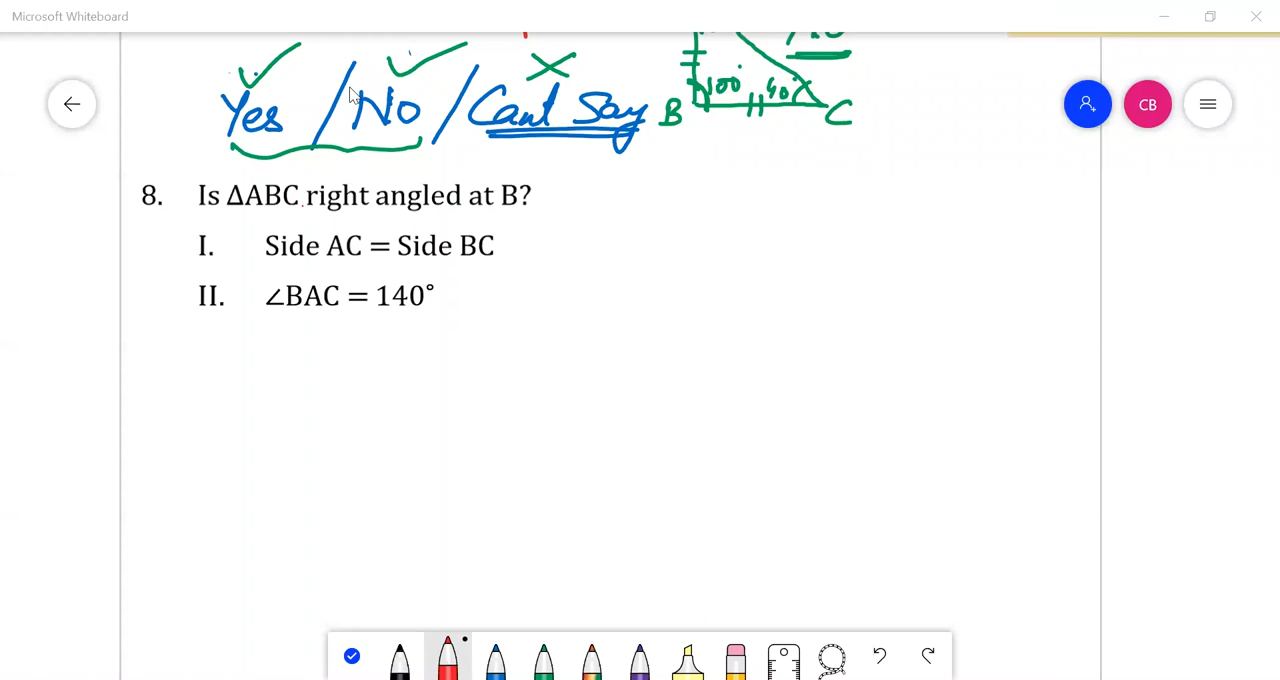 Microsoft Whiteboard
Yes / No / Cant Say
B 100° 40 C
CB
8. Is ΔABC right angled at B?
I. Side AC = Side BC
II. ∠BAC = 140°